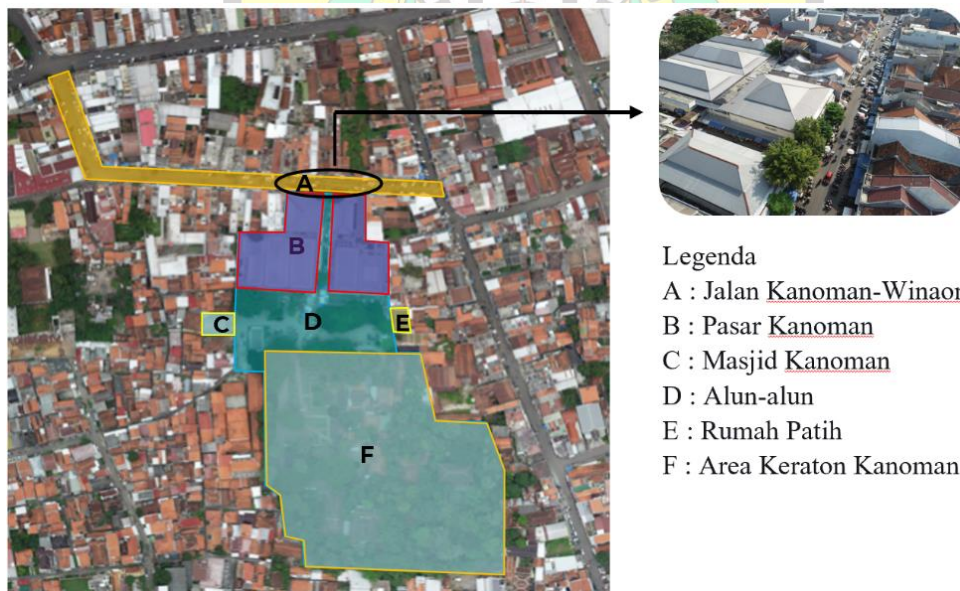 A
B
C
D
E
F
Legenda
A : Jalan Kanoman-Winaon
B : Pasar Kanoman
C : Masjid Kanoman
D : Alun-alun
E : Rumah Patih
F : Area Keraton Kanoman